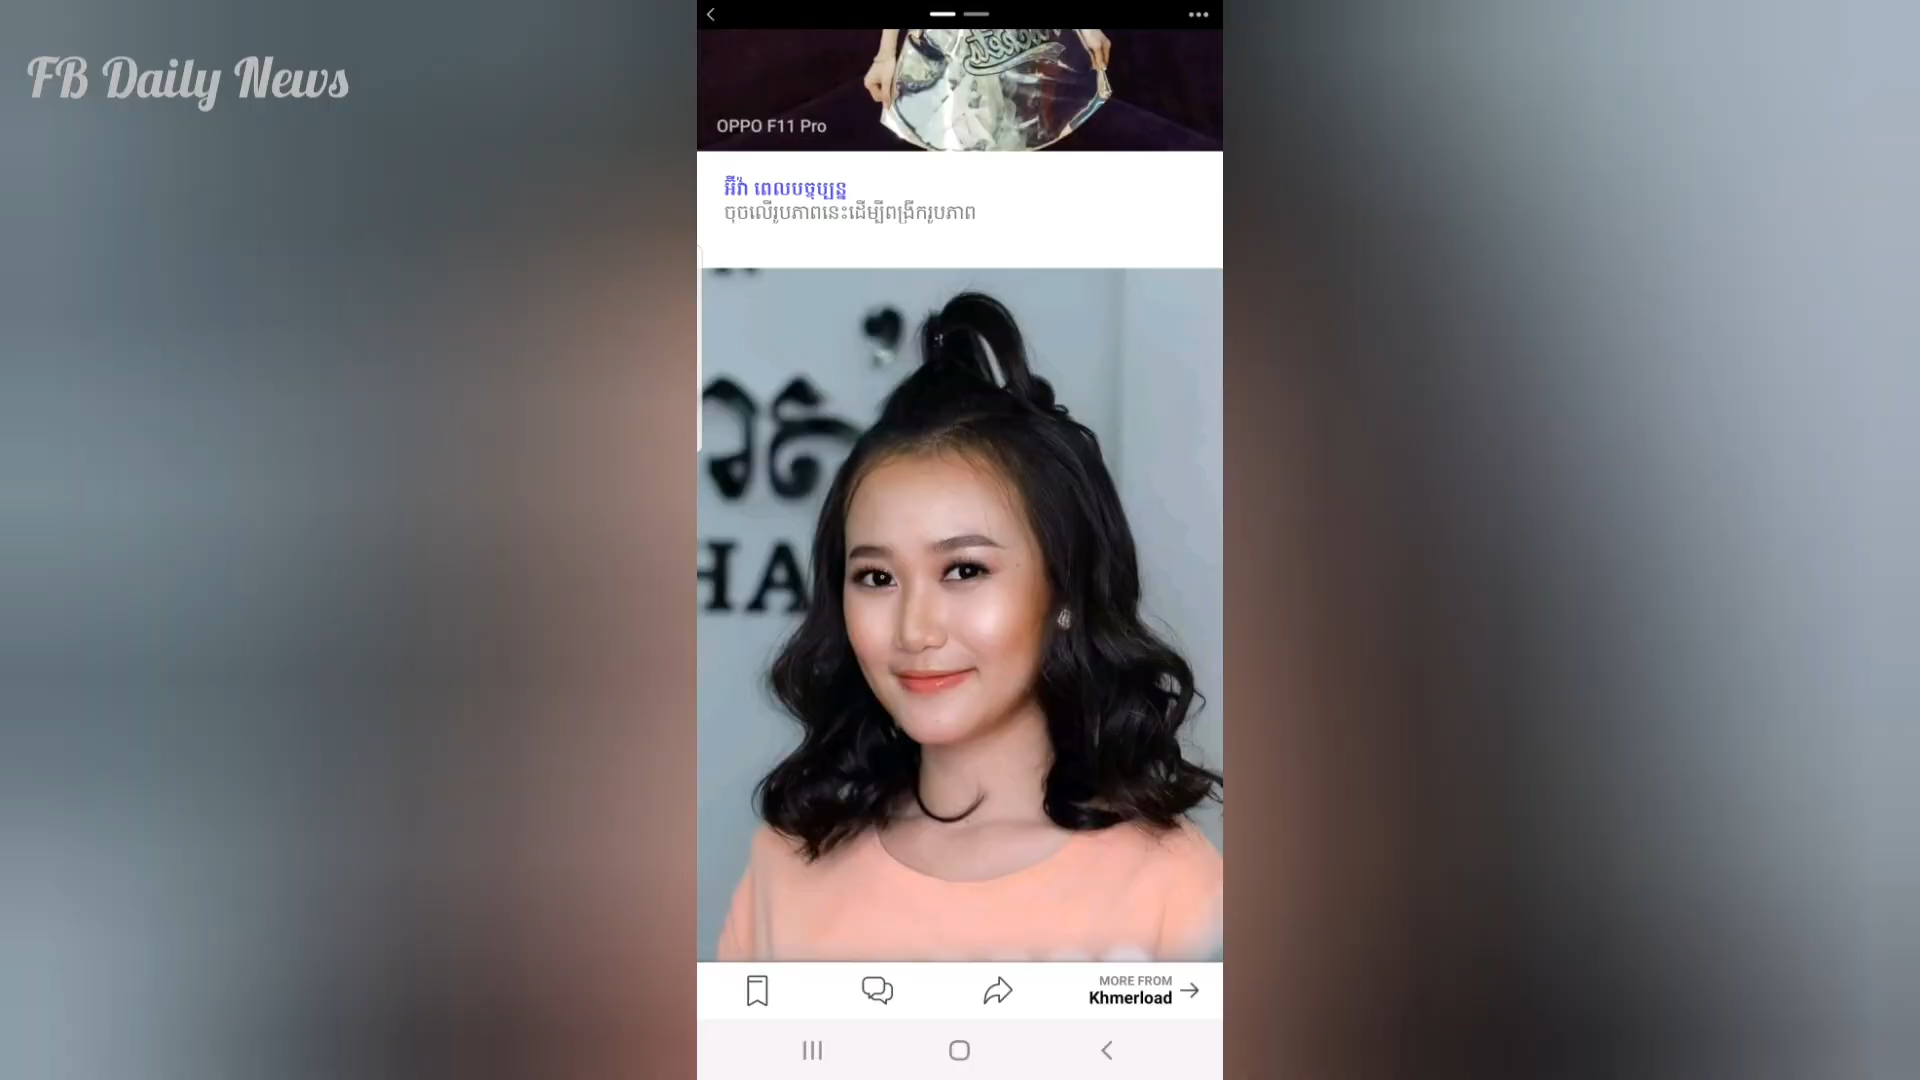 FB Daily News
OPPO F11 Pro
អ៊ីវ៉ា ពេលបច្ចុប្បន្ន
ចុចលើរូបភាពនេះដើម្បីពង្រីករូបភាព
HA
MORE FROM
Khmerload